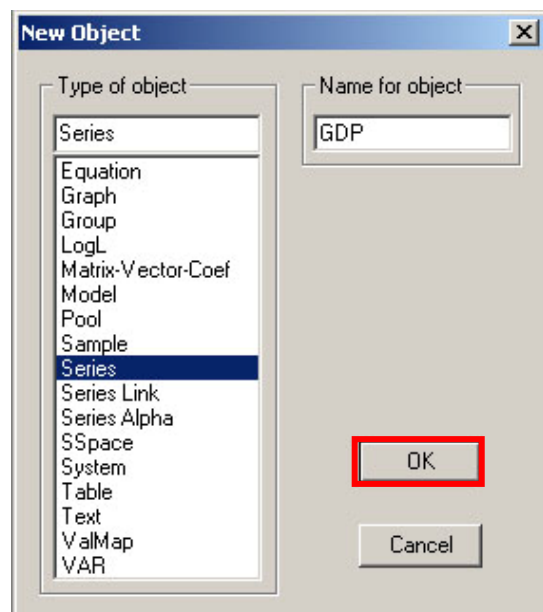 New Object
Type of object
Series
Equation
Graph
Group
LogL
Matrix-Vector-Coef
Model
Pool
Sample
Series
Series Link
Series Alpha
SSpace
System
Table
Text
ValMap
VAR
Name for object
GDP
OK
Cancel